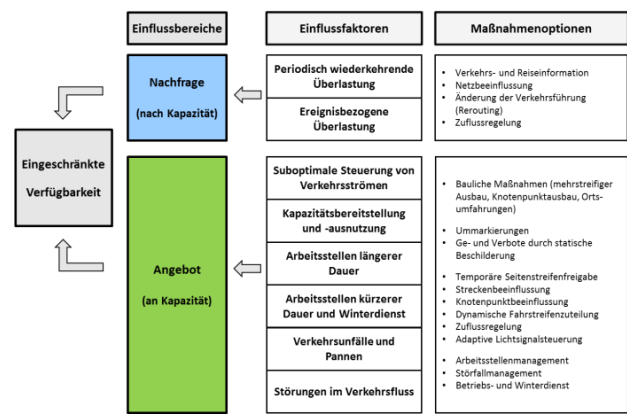 Einflussbereiche
Einflussfaktoren
Maßnahmenoptionen
Eingeschränkte
Verfügbarkeit
Nachfrage
(nach Kapazität)
Periodisch wiederkehrende
Überlastung
Ereignisbezogene
Überlastung
• Verkehrs- und Reiseinformation
• Netzbeeinflussung
• Änderung der Verkehrsführung
(Rerouting)
• Zuflussregelung
Angebot
(an Kapazität)
Suboptimale Steuerung von
Verkehrsströmen
Kapazitätsbereitstellung
und -ausnutzung
Arbeitsstellen längerer
Dauer
Arbeitsstellen kürzerer
Dauer und Winterdienst
Verkehrsunfälle und
Pannen
Störungen im Verkehrsfluss
• Bauliche Maßnahmen (mehrstreifiger
Ausbau, Knotenpunktausbau, Orts-
umfahrungen)
• Ummarkierungen
• Ge- und Verbote durch statische
Beschilderung
• Temporäre Seitenstreifenfreigabe
• Streckenbeeinflussung
• Knotenpunktbeeinflussung
• Dynamische Fahrstreifenzuteilung
• Zuflussregelung
• Adaptive Lichtsignalsteuerung
• Arbeitsstellenmanagement
• Störfallmanagement
• Betriebs- und Winterdienst